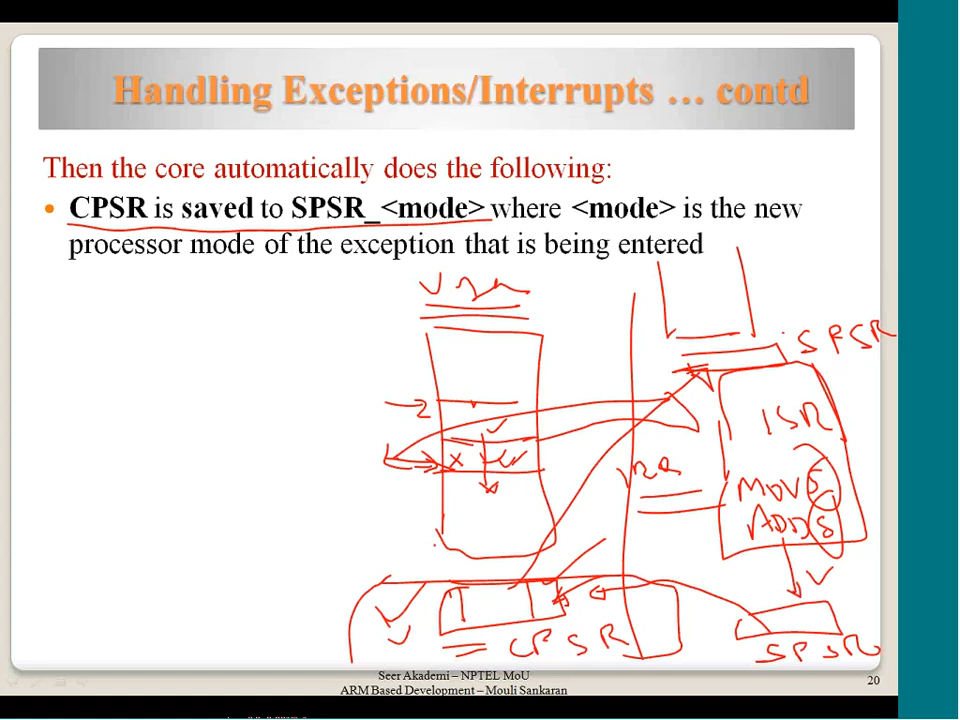 Handling Exceptions/Interrupts … contd
Then the core automatically does the following:
• CPSR is saved to SPSR_<mode> where <mode> is the new
processor mode of the exception that is being entered
SPSR
ISR
MOVS
ADDS
CPSR
SPSR
Seer Akademi – NPTEL MoU
ARM Based Development – Mouli Sankaran
20